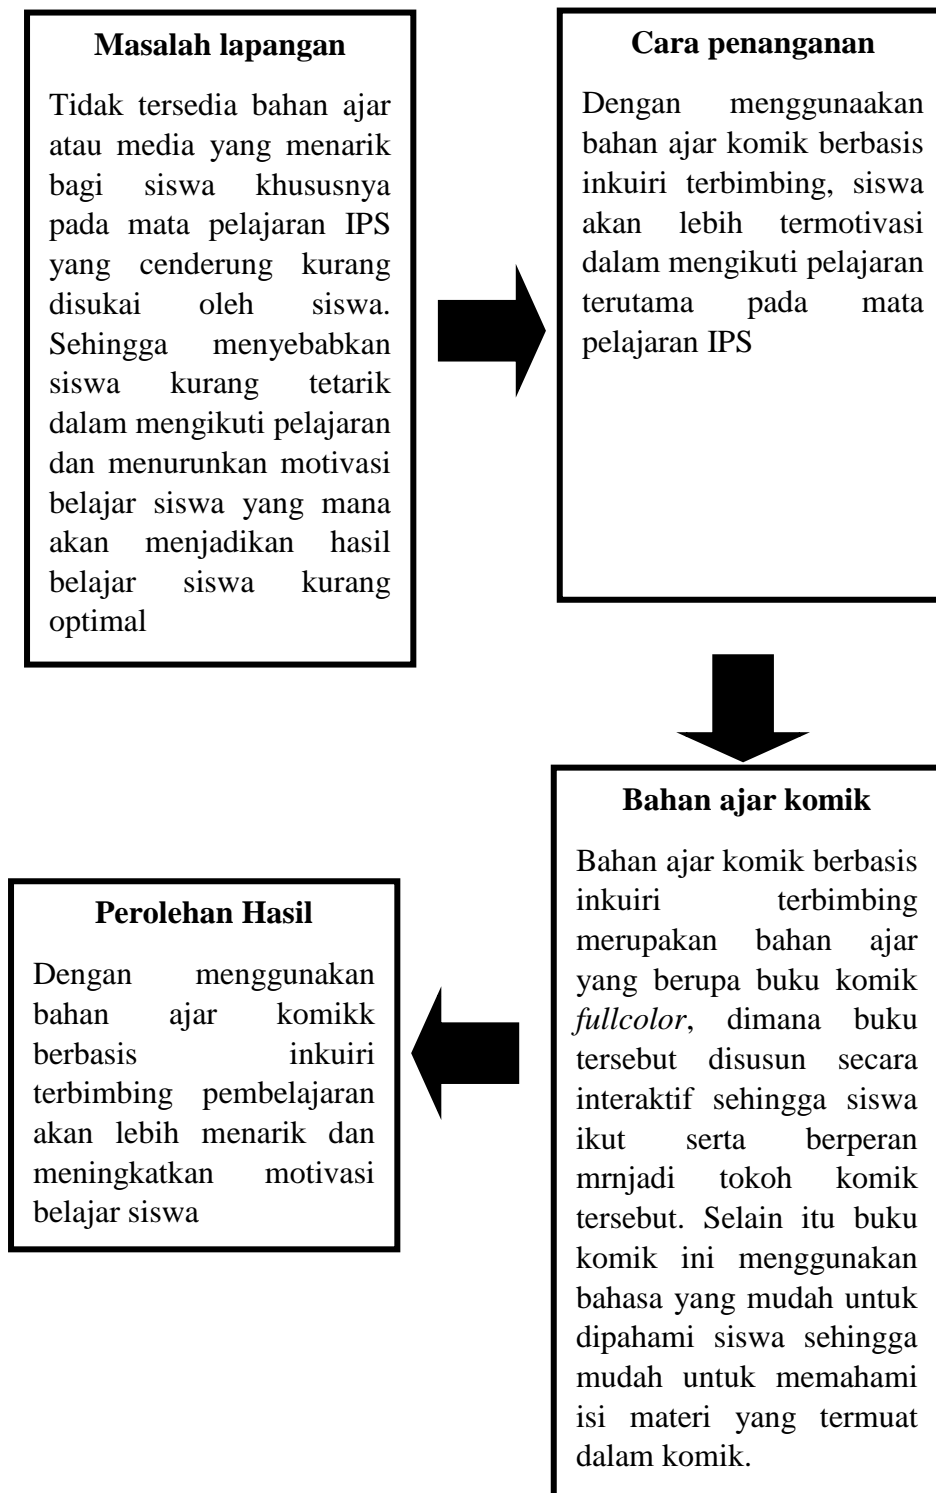 Masalah lapangan
Tidak tersedia bahan ajar
atau media yang menarik
bagi siswa khususnya
pada mata pelajaran IPS
yang cenderung kurang
disukai oleh siswa.
Sehingga menyebabkan
siswa kurang tetarik
dalam mengikuti pelajaran
dan menurunkan motivasi
belajar siswa yang mana
akan menjadikan hasil
belajar siswa kurang
optimal
Cara penanganan
Dengan menggunaakan
bahan ajar komik berbasis
inkuiri terbimbing, siswa
akan lebih termotivasi
dalam mengikuti pelajaran
terutama pada mata
pelajaran IPS
Bahan ajar komik
Bahan ajar komik berbasis
inkuiri terbimbing
merupakan bahan ajar
yang berupa buku komik
fullcolor, dimana buku
tersebut disusun secara
interaktif sehingga siswa
ikut serta berperan
mrnjadi tokoh komik
tersebut. Selain itu buku
komik ini menggunakan
bahasa yang mudah untuk
dipahami siswa sehingga
mudah untuk memahami
isi materi yang termuat
dalam komik.
Perolehan Hasil
Dengan menggunakan
bahan ajar komikk
berbasis inkuiri
terbimbing pembelajaran
akan lebih menarik dan
meningkatkan motivasi
belajar siswa